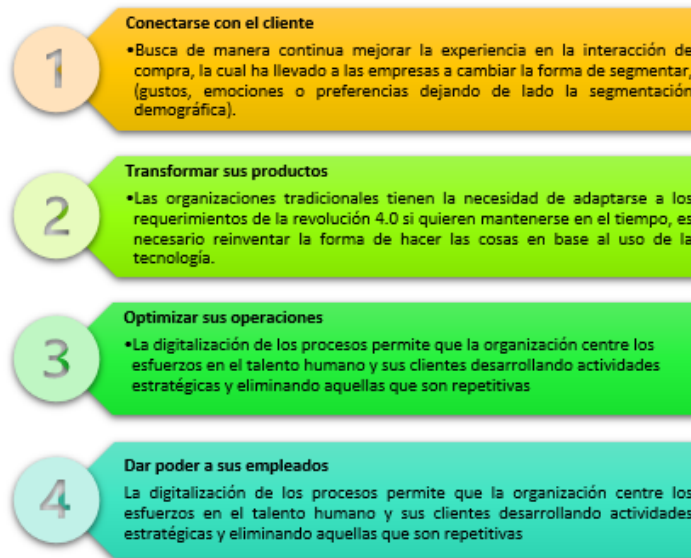 1
Conectarse con el cliente
•Busca de manera continua mejorar la experiencia en la interacción de
compra, la cual ha llevado a las empresas a cambiar la forma de segmentar,
(gustos, emociones o preferencias dejando de lado la segmentación
demográfica).
2
Transformar sus productos
•Las organizaciones tradicionales tienen la necesidad de adaptarse a los
requerimientos de la revolución 4.0 si quieren mantenerse en el tiempo, es
necesario reinventar la forma de hacer las cosas en base al uso de la
tecnología.
3
Optimizar sus operaciones
•La digitalización de los procesos permite que la organización centre los
esfuerzos en el talento humano y sus clientes desarrollando actividades
estratégicas y eliminando aquellas que son repetitivas
4
Dar poder a sus empleados
La digitalización de los procesos permite que la organización centre los
esfuerzos en el talento humano y sus clientes desarrollando actividades
estratégicas y eliminando aquellas que son repetitivas